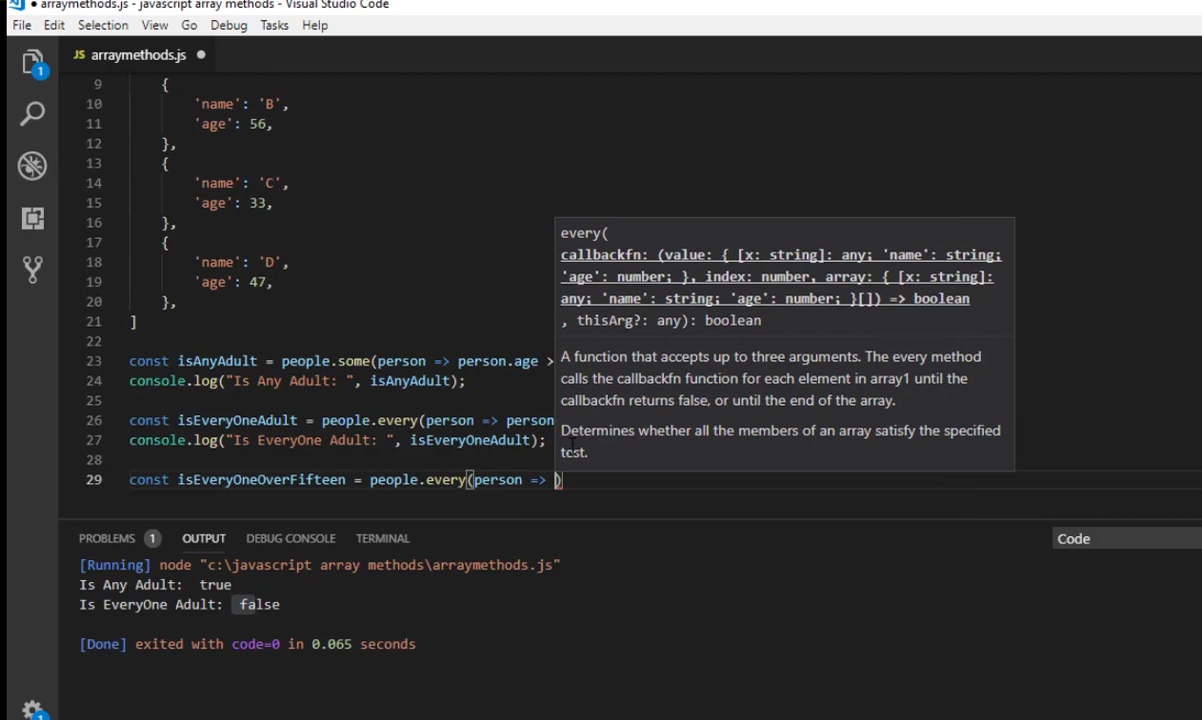 ● arraymethods.js - javascript array methods - Visual Studio Code
File Edit Selection View Go Debug Tasks Help
JS arraymethods.js ●
9 {
10 'name': 'B',
11 'age': 56,
12 },
13 {
14 'name': 'C',
15 'age': 33,
16 },
17 {
18 'name': 'D',
19 'age': 47,
20 },
21 ]
22
23 const isAnyAdult = people.some(person => person.age >
24 console.log("Is Any Adult: ", isAnyAdult);
25
26 const isEveryOneAdult = people.every(person => person
27 console.log("Is EveryOne Adult: ", isEveryOneAdult);
28
29 const isEveryOneOverFifteen = people.every(person => )
every(
callbackfn: (value: { [x: string]: any; 'name': string;
'age': number; }, index: number, array: { [x: string]:
any; 'name': string; 'age': number; }[]) => boolean
, thisArg?: any): boolean
A function that accepts up to three arguments. The every method
calls the callbackfn function for each element in array1 until the
callbackfn returns false, or until the end of the array.
Determines whether all the members of an array satisfy the specified
test.
PROBLEMS 1 OUTPUT DEBUG CONSOLE TERMINAL Code
[Running] node "c:\javascript array methods\arraymethods.js"
Is Any Adult:  true
Is EveryOne Adult:  false
[Done] exited with code=0 in 0.065 seconds
1
1